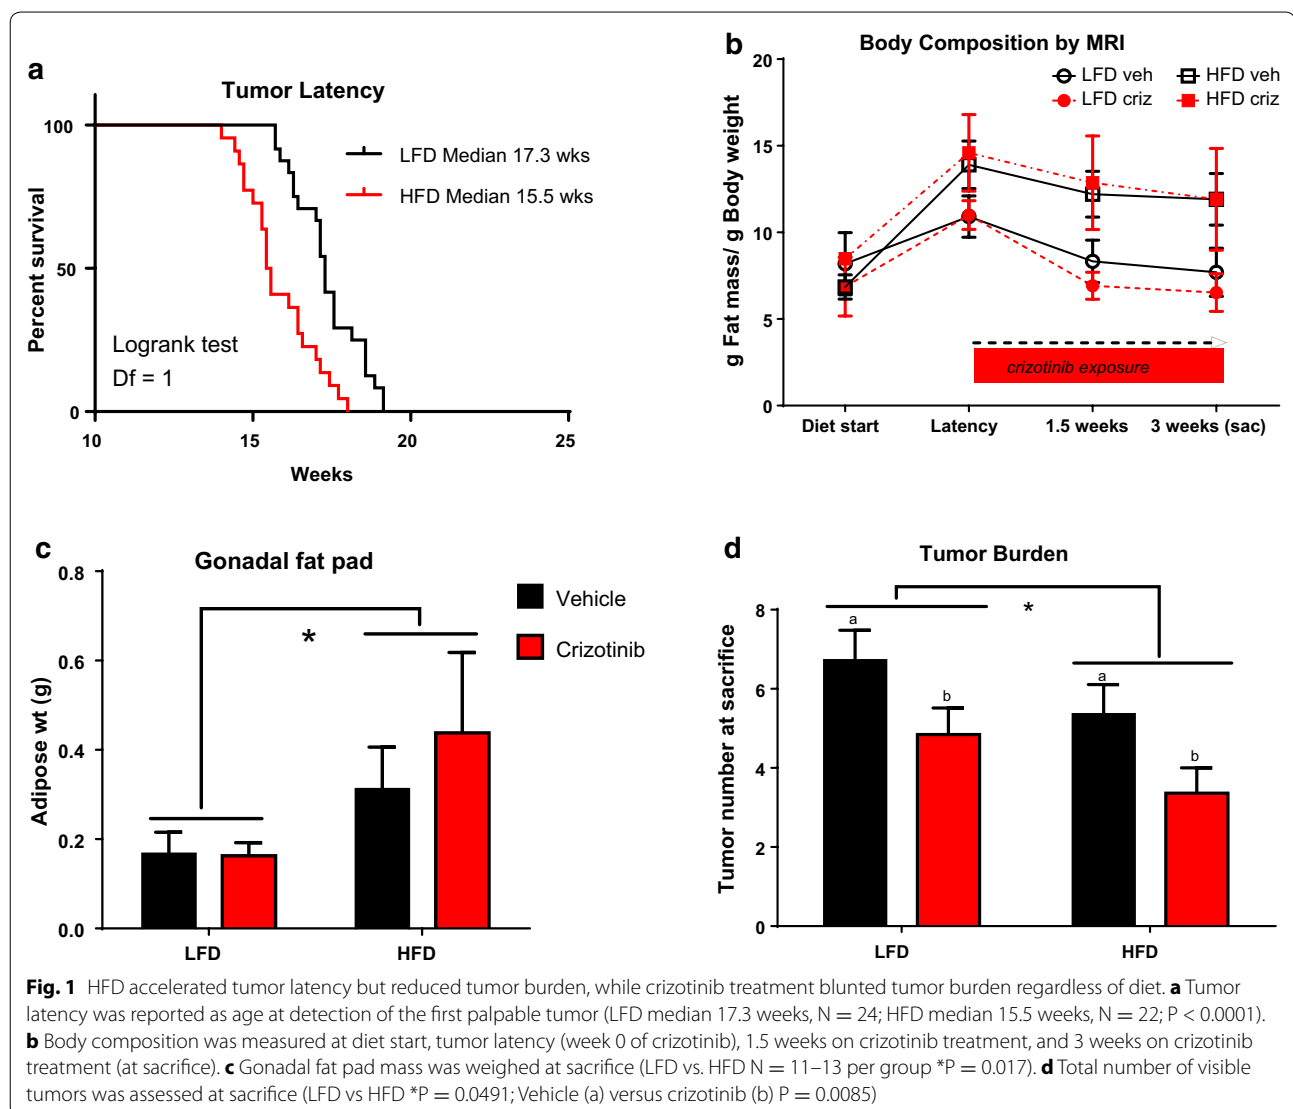 a
Tumor Latency
Percent survival
100
50
0
LFD Median 17.3 wks
HFD Median 15.5 wks
Logrank test
Df = 1
10 15 20 25
Weeks
b
Body Composition by MRI
LFD veh HFD veh
LFD criz HFD criz
g Fat mass/ g Body weight
20
15
10
5
0
crizotinib exposure
Diet start Latency 1.5 weeks 3 weeks (sac)
c
Gonadal fat pad
Adipose wt (g)
0.8
0.6
0.4
0.2
0.0
*
Vehicle
Crizotinib
LFD HFD
d
Tumor Burden
Tumor number at sacrifice
8
6
4
2
0
*
a
b
a
b
LFD HFD
Fig. 1 HFD accelerated tumor latency but reduced tumor burden, while crizotinib treatment blunted tumor burden regardless of diet. a Tumor
latency was reported as age at detection of the first palpable tumor (LFD median 17.3 weeks, N = 24; HFD median 15.5 weeks, N = 22; P < 0.0001).
b Body composition was measured at diet start, tumor latency (week 0 of crizotinib), 1.5 weeks on crizotinib treatment, and 3 weeks on crizotinib
treatment (at sacrifice). c Gonadal fat pad mass was weighed at sacrifice (LFD vs. HFD N = 11–13 per group *P = 0.017). d Total number of visible
tumors was assessed at sacrifice (LFD vs HFD *P = 0.0491; Vehicle (a) versus crizotinib (b) P = 0.0085)